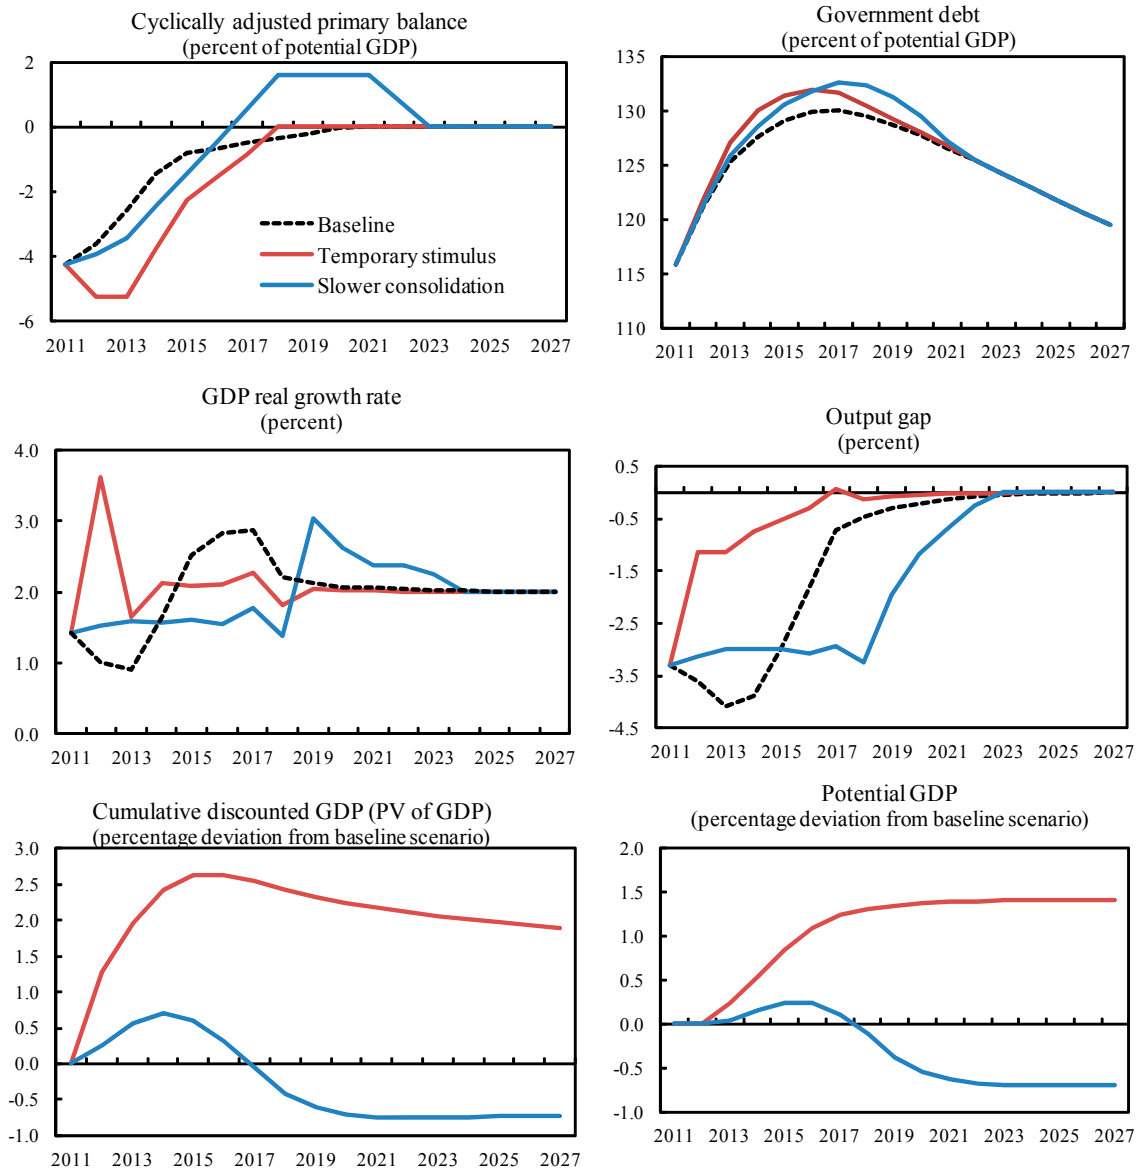 Cyclically adjusted primary balance
(percent of potential GDP)
2
0
-2
-4
-6
Baseline
Temporary stimulus
Slower consolidation
2011 2013 2015 2017 2019 2021 2023 2025 2027
Government debt
(percent of potential GDP)
135
130
125
120
115
110
2011 2013 2015 2017 2019 2021 2023 2025 2027
GDP real growth rate
(percent)
4.0
3.0
2.0
1.0
0.0
2011 2013 2015 2017 2019 2021 2023 2025 2027
Output gap
(percent)
0.5
-0.5
-1.5
-2.5
-3.5
-4.5
2011 2013 2015 2017 2019 2021 2023 2025 2027
Cumulative discounted GDP (PV of GDP)
(percentage deviation from baseline scenario)
3.0
2.5
2.0
1.5
1.0
0.5
0.0
-0.5
-1.0
2011 2013 2015 2017 2019 2021 2023 2025 2027
Potential GDP
(percentage deviation from baseline scenario)
2.0
1.5
1.0
0.5
0.0
-0.5
-1.0
2011 2013 2015 2017 2019 2021 2023 2025 2027